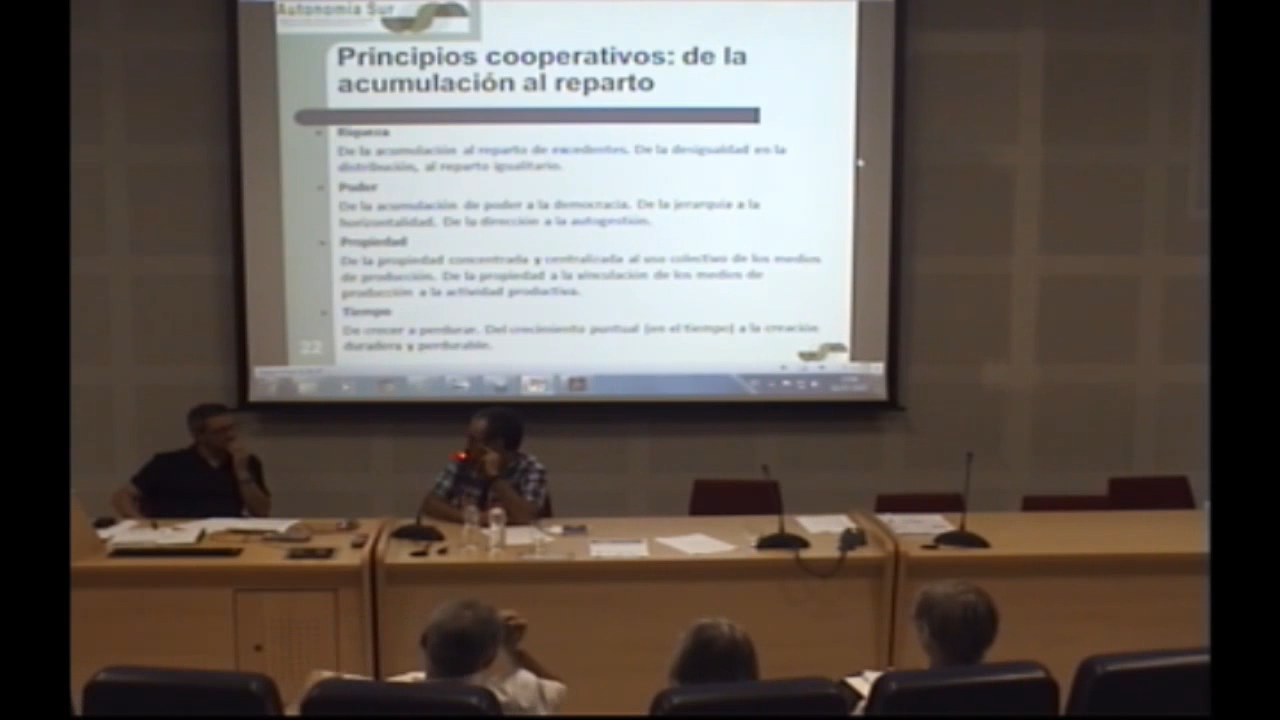 Autonomía Sur
Principios cooperativos: de la
acumulación al reparto
Riqueza
De la acumulación al reparto de excedentes. De la desigualdad en la
distribución, al reparto igualitario.
Poder
De la acumulación de poder a la democracia. De la jerarquía a la
horizontalidad. De la dirección a la autogestión.
Propiedad
De la propiedad concentrada y centralizada al uso colectivo de los medios
de producción. De la propiedad a la vinculación de los medios de
producción a la actividad productiva.
Tiempo
De crecer a perdurar. Del crecimiento puntual (en el tiempo) a la creación
duradera y perdurable.
22